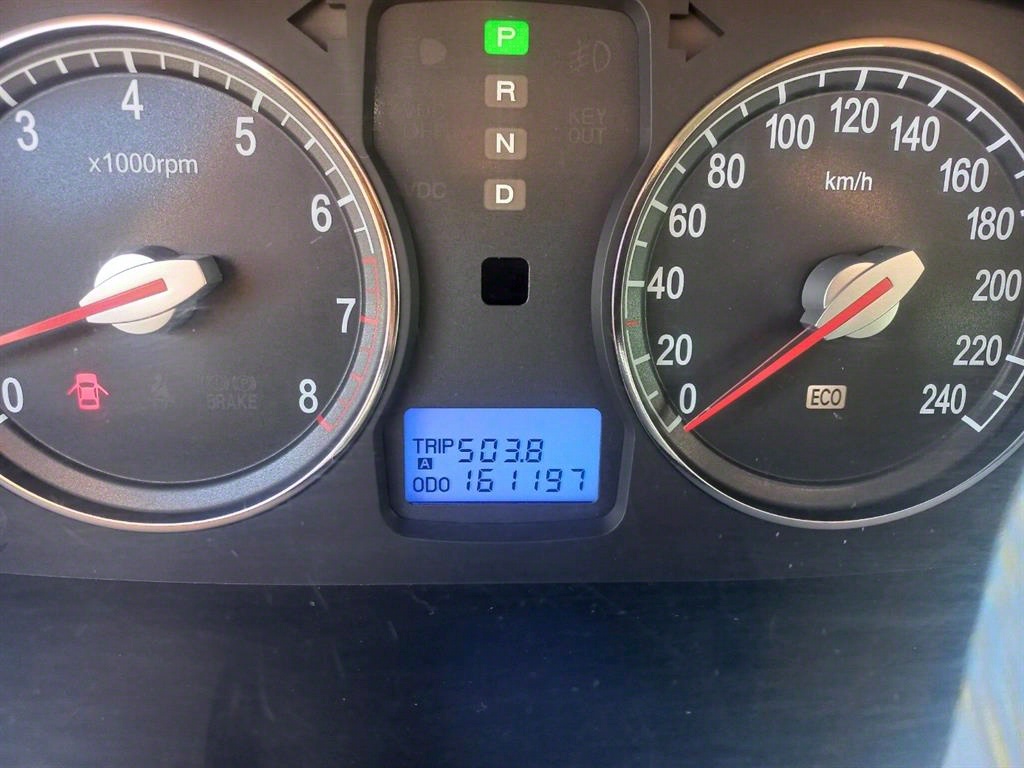 P
R
N
D
KEY
OUT
VDC
3
4
5
6
7
8
0
x1000rpm
BRAKE
0
20
40
60
80
100
120
140
160
180
200
220
240
km/h
ECO
TRIP 503.8
A
ODO 161197